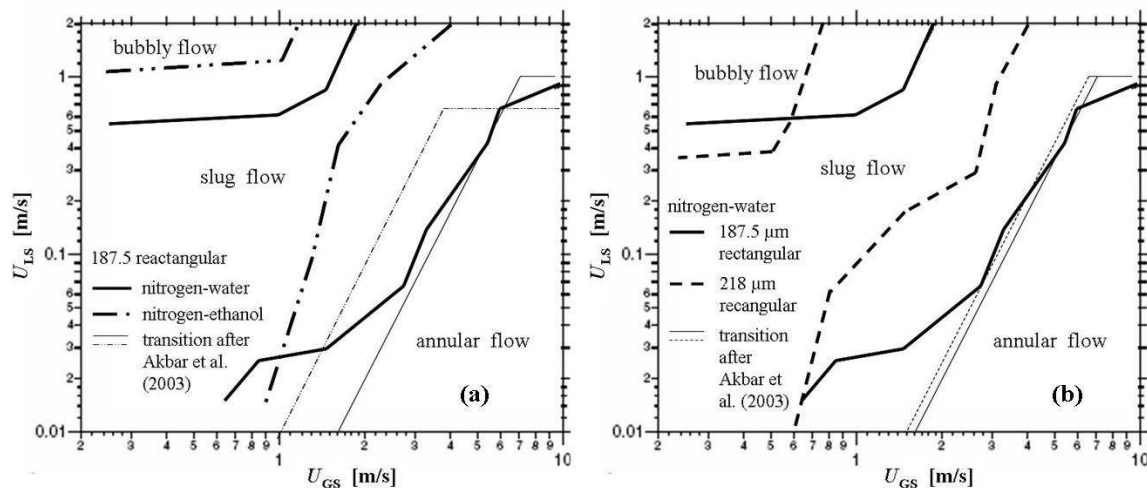 2
bubbly flow
1
6
5
4
3
2
slug flow
0.1
187.5 reactangular
nitrogen-water
nitrogen-ethanol
transition after
Akbar et al.
(2003)
6
5
4
3
2
0.01
annular flow
(a)
U_LS [m/s]
2 3 4 5 6 7 8 9 1 2 3 4 5 6 7 8 9 10
U_GS [m/s]
2
bubbly flow
1
6
5
4
3
2
slug flow
0.1
nitrogen-water
187.5 µm
rectangular
218 µm
recangular
transition
after
Akbar et
al. (2003)
6
5
4
3
2
0.01
annular flow
(b)
U_LS [m/s]
2 3 4 5 6 7 8 9 1 2 3 4 5 6 7 8 9 10
U_GS [m/s]